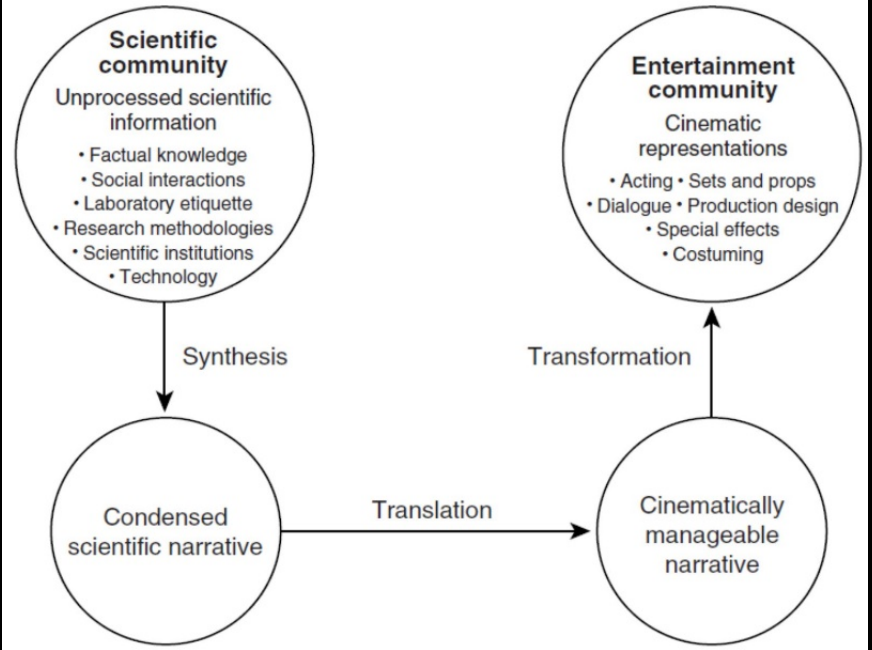 Scientific
community
Unprocessed scientific
information
• Factual knowledge
• Social interactions
• Laboratory etiquette
• Research methodologies
• Scientific institutions
• Technology
Entertainment
community
Cinematic
representations
• Acting • Sets and props
• Dialogue • Production design
• Special effects
• Costuming
Synthesis
Transformation
Condensed
scientific narrative
Translation
Cinematically
manageable
narrative